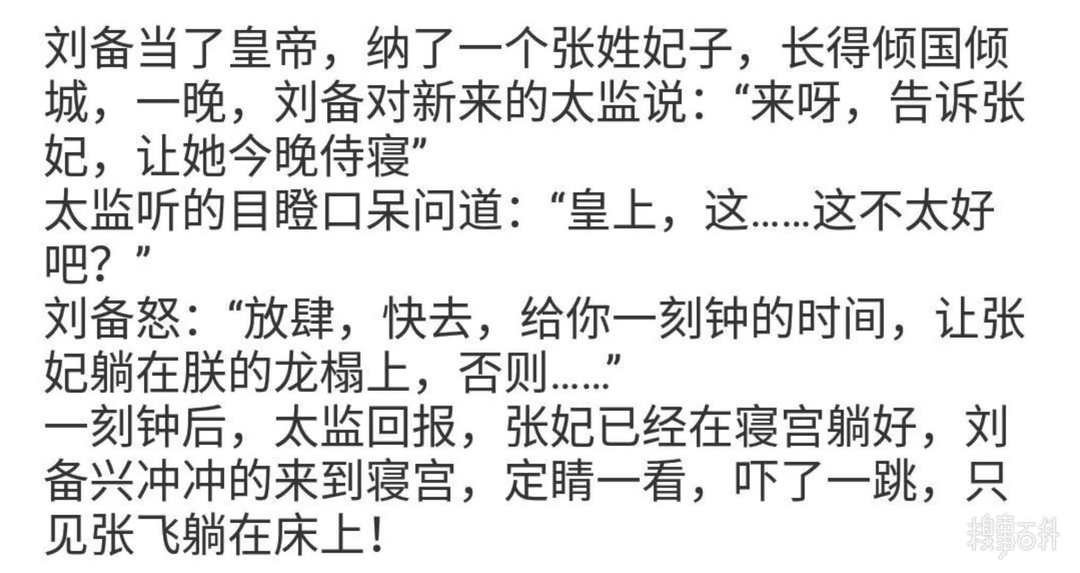 刘备当了皇帝，纳了一个张姓妃子，长得倾国倾
城，一晚，刘备对新来的太监说：“来呀，告诉张
妃，让她今晚侍寝”
太监听的目瞪口呆问道：“皇上，这……这不太好
吧？”
刘备怒：“放肆，快去，给你一刻钟的时间，让张
妃躺在朕的龙榻上，否则……”
一刻钟后，太监回报，张妃已经在寝宫躺好，刘
备兴冲冲的来到寝宫，定睛一看，吓了一跳，只
见张飞躺在床上！
糗事百科